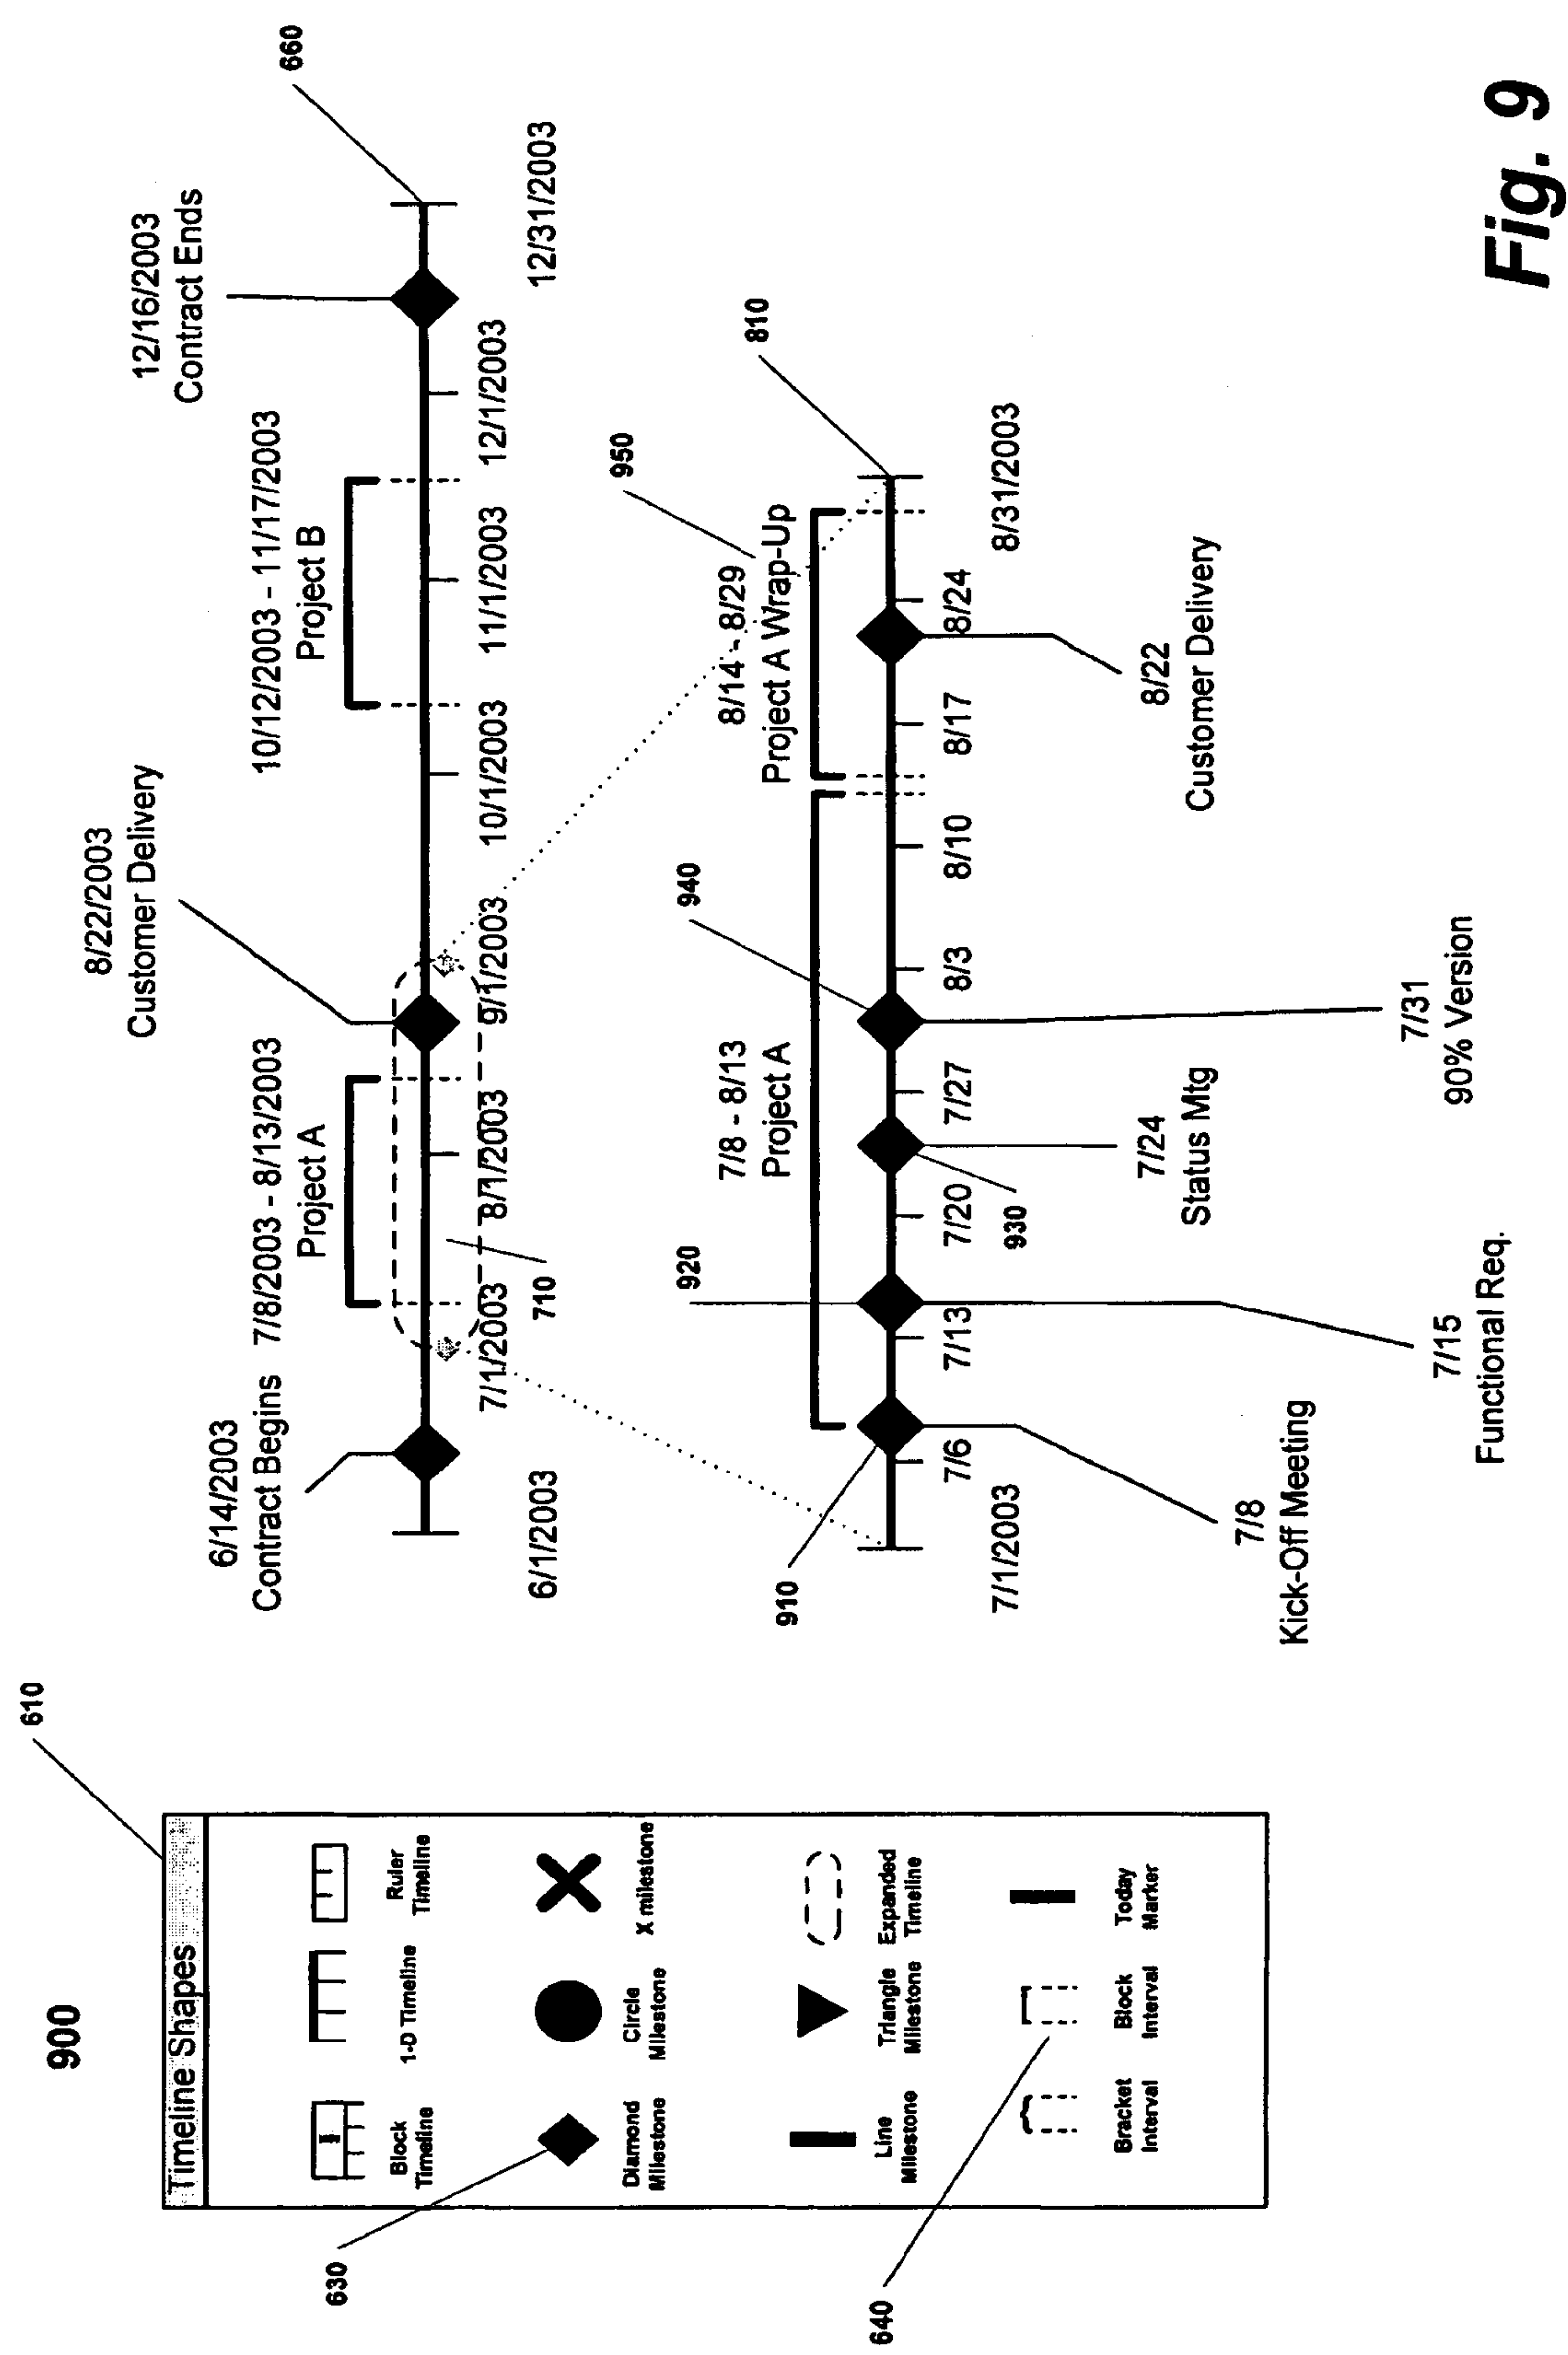 900
610
Timeline Shapes
Block
Timeline
1-D Timeline
Ruler
Timeline
Diamond
Milestone
Circle
Milestone
X milestone
Line
Milestone
Triangle
Milestone
Expanded
Timeline
Bracket
Interval
Block
Interval
Today
Marker
630
640
6/14/2003
Contract Begins
7/8/2003 - 8/13/2003
Project A
8/22/2003
Customer Delivery
10/12/2003 - 11/17/2003
Project B
12/16/2003
Contract Ends
660
6/1/2003
7/1/2003
8/1/2003
9/1/2003
10/1/2003
11/1/2003
12/1/2003
12/31/2003
710
910
920
7/8 - 8/13
Project A
940
8/14 - 8/29
Project A Wrap-Up
950
810
7/1/2003
7/6
7/13
7/20
7/27
8/3
8/10
8/17
8/24
8/31/2003
930
7/8
Kick-Off Meeting
7/15
Functional Req.
7/24
Status Mtg
7/31
90% Version
8/22
Customer Delivery
Fig. 9